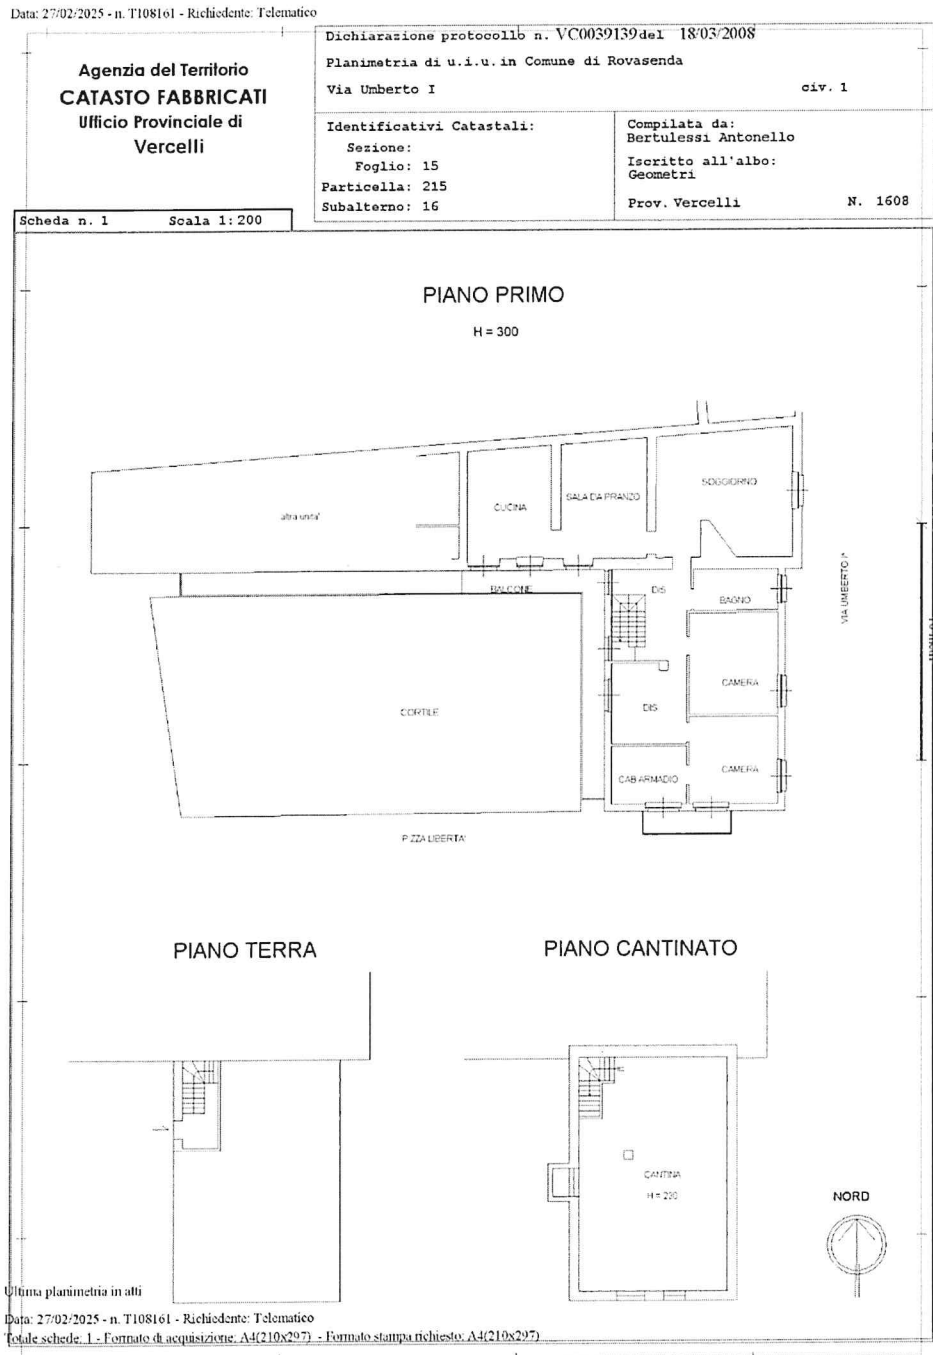 Data: 27/02/2025 - n. T108161 - Richiedente: Telematico
Agenzia del Territorio
CATASTO FABBRICATI
Ufficio Provinciale di
Vercelli
Dichiarazione protocollo n. VC0039139 del 18/03/2008
Planimetria di u.i.u. in Comune di Rovasenda
Via Umberto I civ. 1
Identificativi Catastali:
Sezione:
Foglio: 15
Particella: 215
Subalterno: 16
Compilata da:
Bertulessi Antonello
Iscritto all'albo:
Geometri
Prov. Vercelli N. 1608
Scheda n. 1 Scala 1:200
PIANO PRIMO
H = 300
altra unita'
CUCINA
SALA DA PRANZO
SOGGIORNO
BALCONE
DIS
BAGNO
VIA UMBERTO I°
CORTILE
CAMERA
DIS
CAB ARMADIO
CAMERA
P.ZZA LIBERTA'
PIANO TERRA
PIANO CANTINATO
CANTINA
H = 230
NORD
Ultima planimetria in atti
Data: 27/02/2025 - n. T108161 - Richiedente: Telematico
Totale schede: 1 - Formato di acquisizione: A4(210x297) - Formato stampa richiesto: A4(210x297)